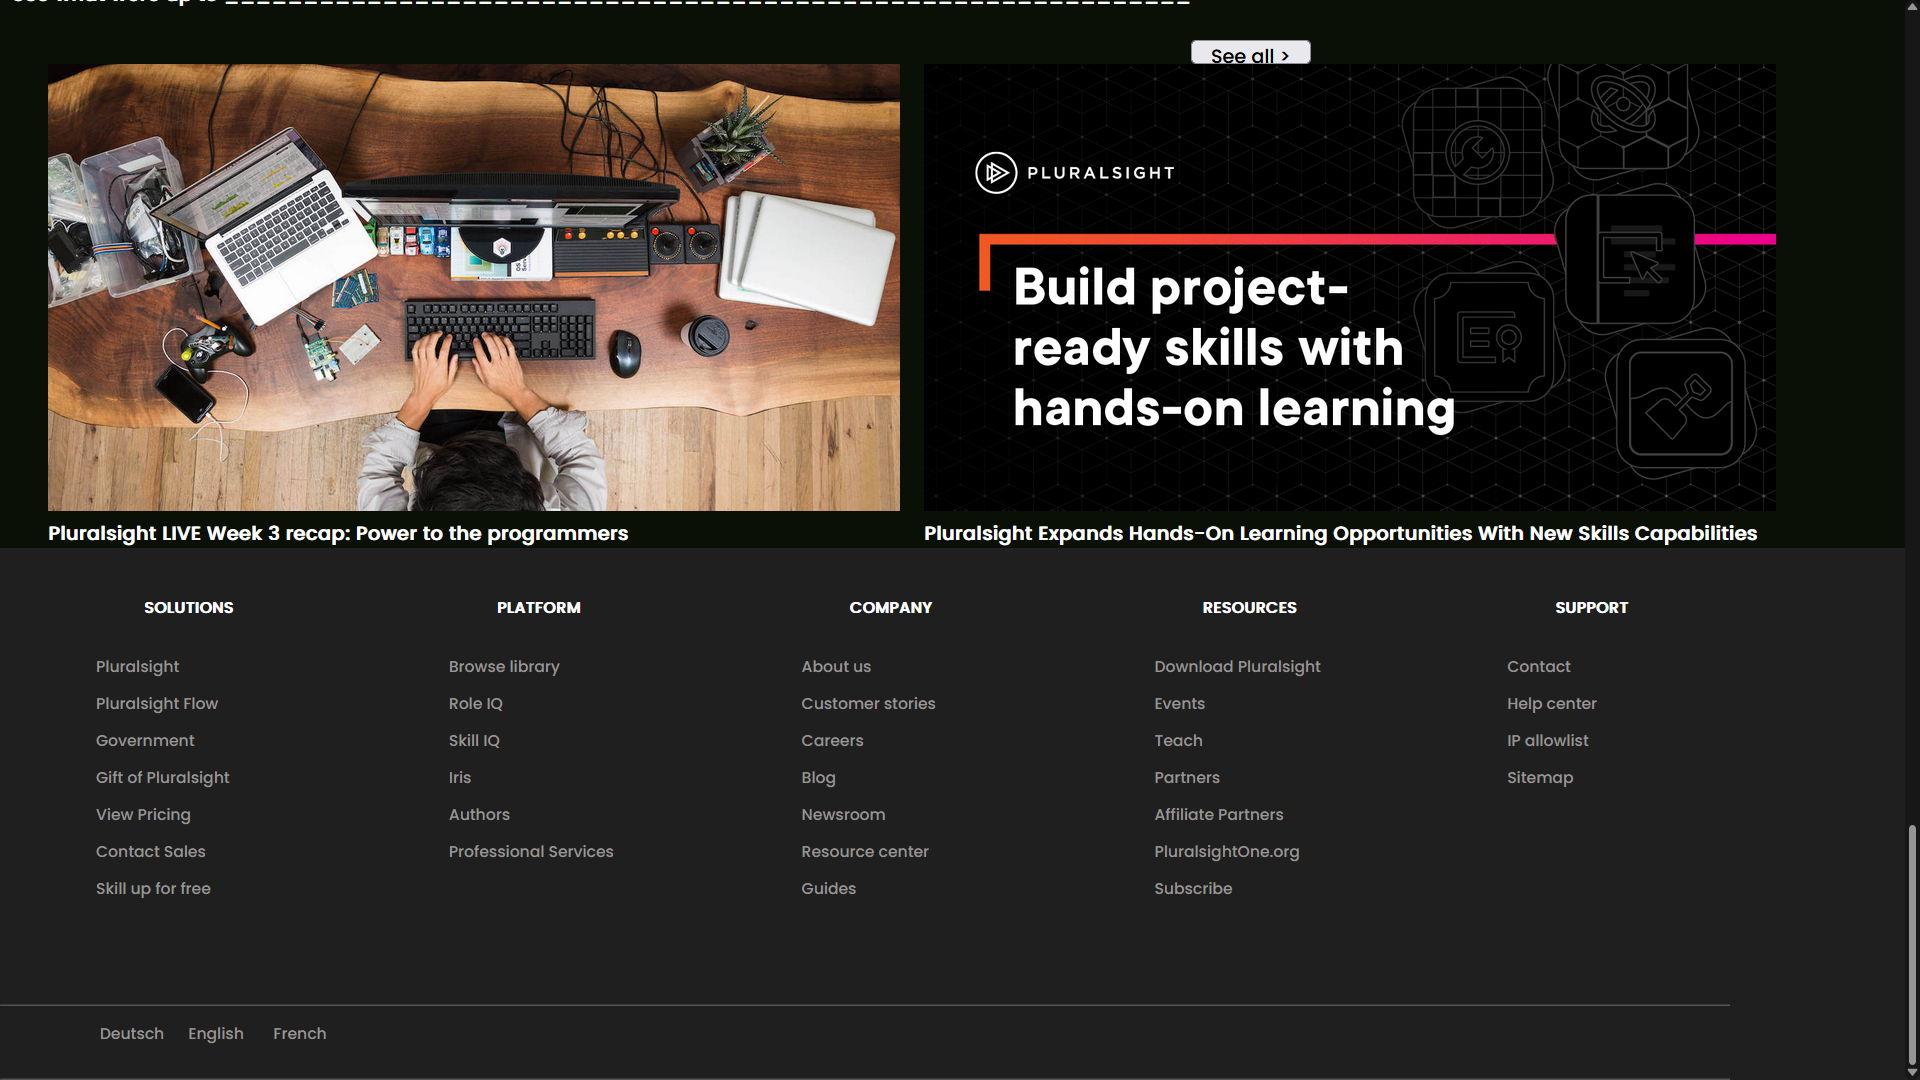 See all >
PLURALSIGHT
Build project-
ready skills with
hands-on learning
Pluralsight LIVE Week 3 recap: Power to the programmers
Pluralsight Expands Hands-On Learning Opportunities With New Skills Capabilities
SOLUTIONS
Pluralsight
Pluralsight Flow
Government
Gift of Pluralsight
View Pricing
Contact Sales
Skill up for free
PLATFORM
Browse library
Role IQ
Skill IQ
Iris
Authors
Professional Services
COMPANY
About us
Customer stories
Careers
Blog
Newsroom
Resource center
Guides
RESOURCES
Download Pluralsight
Events
Teach
Partners
Affiliate Partners
PluralsightOne.org
Subscribe
SUPPORT
Contact
Help center
IP allowlist
Sitemap
Deutsch English French